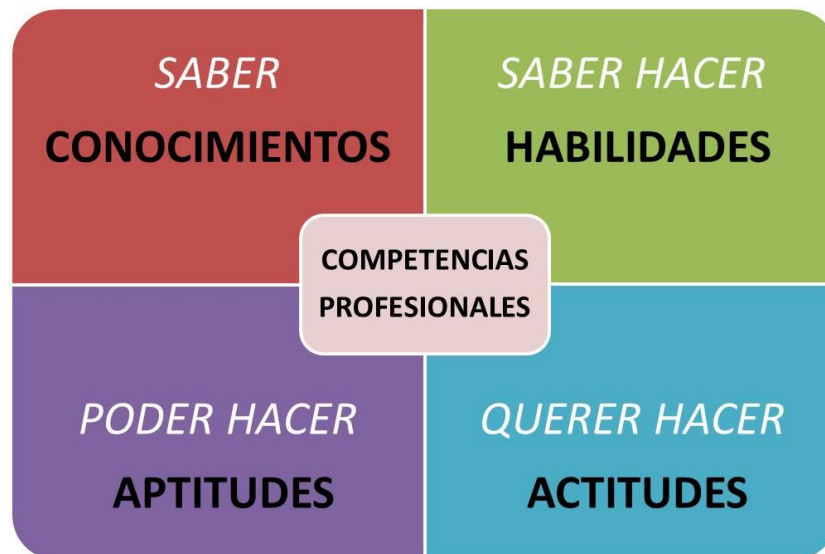 SABER
CONOCIMIENTOS
SABER HACER
HABILIDADES
COMPETENCIAS
PROFESIONALES
PODER HACER
APTITUDES
QUERER HACER
ACTITUDES